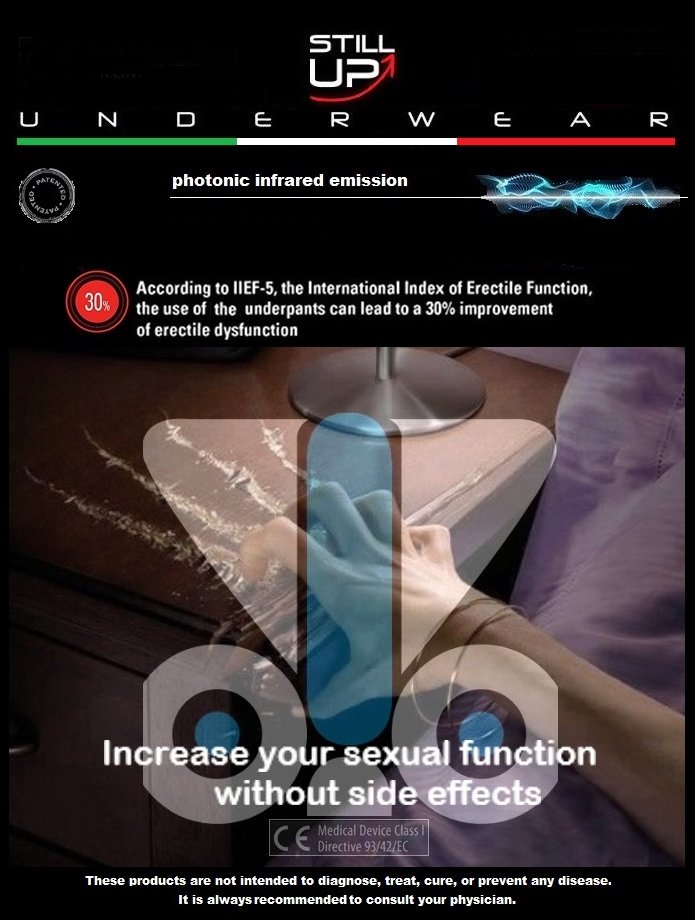 STILL
UP
UNDERWEAR
PATENTED • PATENTED •
photonic infrared emission
30%
According to IIEF-5, the International Index of Erectile Function,
the use of the underpants can lead to a 30% improvement
of erectile dysfunction
Increase your sexual function
without side effects
CE Medical Device Class I
Directive 93/42/EC
These products are not intended to diagnose, treat, cure, or prevent any disease.
It is always recommended to consult your physician.